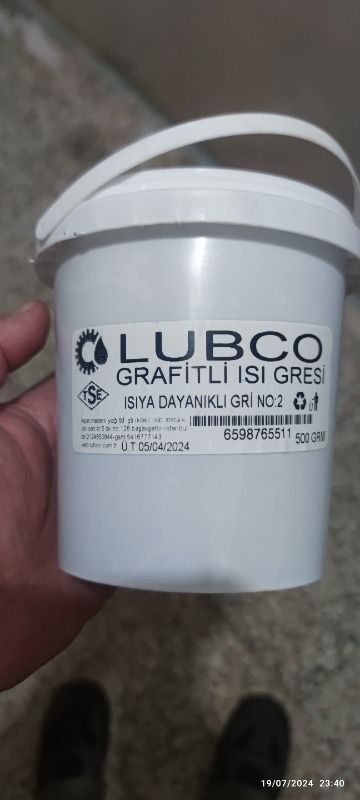 LUBCO
GRAFİTLİ ISI GRESİ
TSE
ISIYA DAYANIKLI GRİ NO:2
6598765511 500 GRM
Ü.T.05/04/2024
19/07/2024 23:40